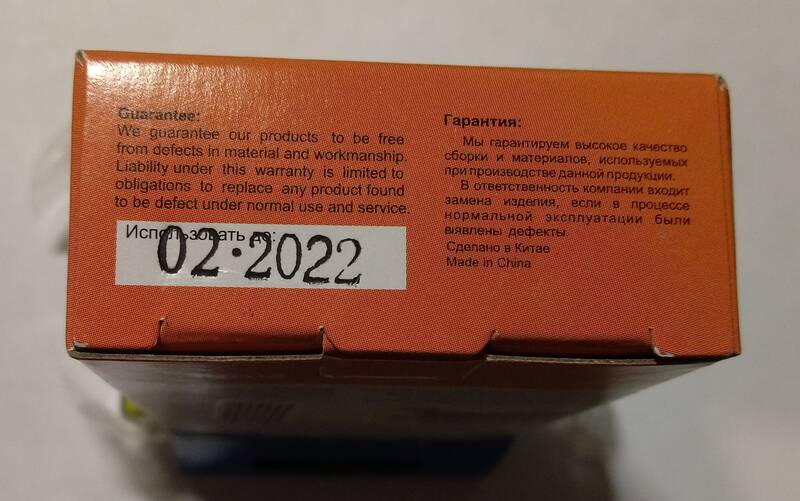 Guarantee:
We guarantee our products to be free
from defects in material and workmanship.
Liability under this warranty is limited to
obligations to replace any product found
to be defect under normal use and service.
Использовать до:
02·2022
Гарантия:
Мы гарантируем высокое качество
сборки и материалов, используемых
при производстве данной продукции.
В ответственность компании входит
замена изделия, если в процессе
нормальной эксплуатации были
выявлены дефекты.
Сделано в Китае
Made in China